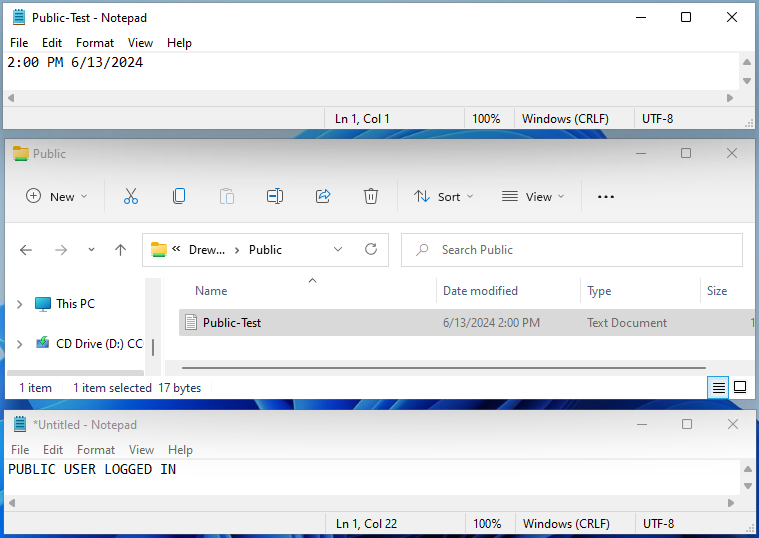 Public-Test - Notepad
File Edit Format View Help
2:00 PM 6/13/2024
Ln 1, Col 1 100% Windows (CRLF) UTF-8
Public
New Sort View
« Drew... > Public Search Public
Name Date modified Type Size
This PC
Public-Test 6/13/2024 2:00 PM Text Document 1
CD Drive (D:) CC
1 item 1 item selected 17 bytes
*Untitled - Notepad
File Edit Format View Help
PUBLIC USER LOGGED IN
Ln 1, Col 22 100% Windows (CRLF) UTF-8